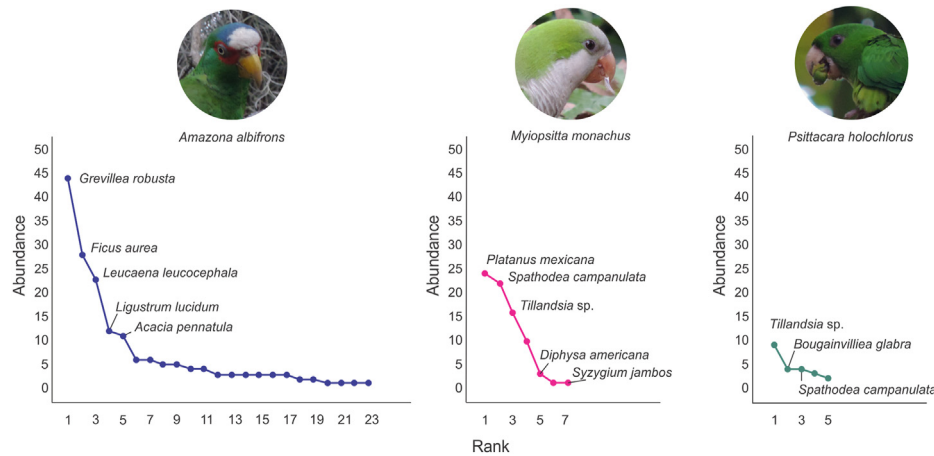 Amazona albifrons
Myiopsitta monachus
Psittacara holochlorus
Abundance
50
45
40
35
30
25
20
15
10
5
0
Grevillea robusta
Ficus aurea
Leucaena leucocephala
Ligustrum lucidum
Acacia pennatula
1 3 5 7 9 11 13 15 17 19 21 23
Abundance
50
45
40
35
30
25
20
15
10
5
0
Platanus mexicana
Spathodea campanulata
Tillandsia sp.
Diphysa americana
Syzygium jambos
1 3 5 7
Abundance
50
45
40
35
30
25
20
15
10
5
0
Tillandsia sp.
Bougainvilliea glabra
Spathodea campanulata
1 3 5
Rank